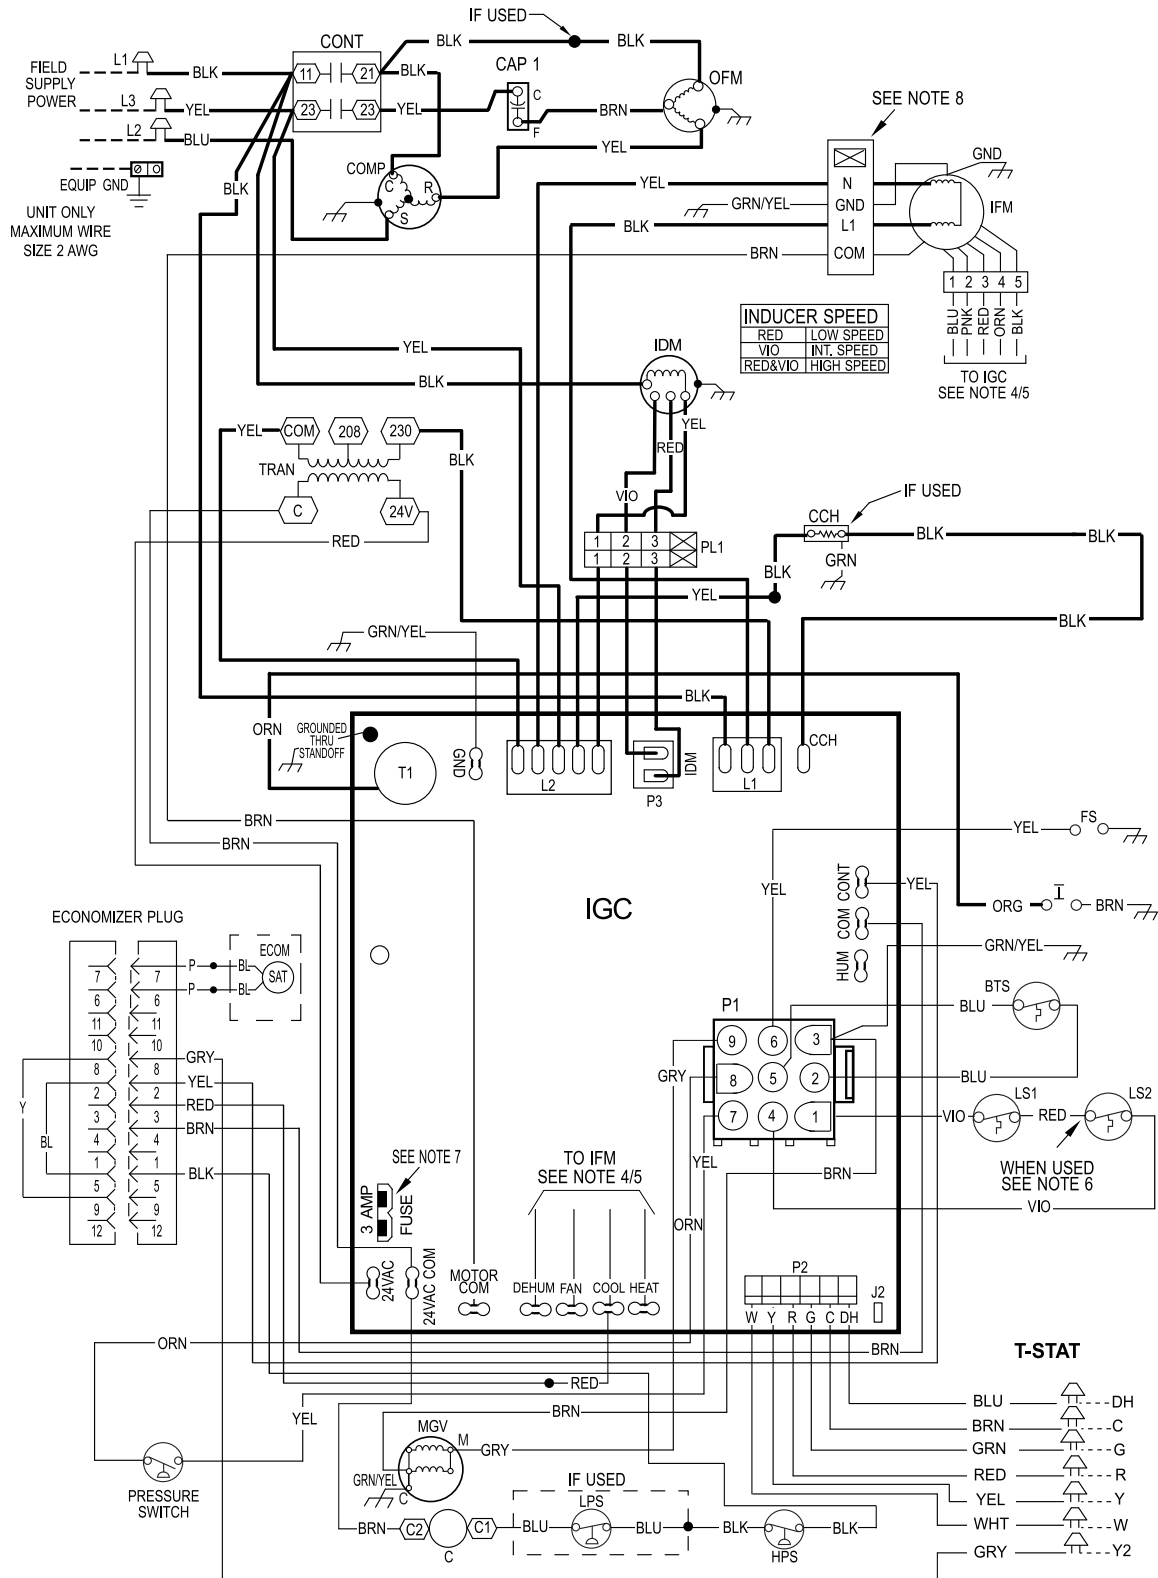 IF USED
CONT
BLK
BLK
FIELD
SUPPLY
POWER
L1
BLK
11
21
BLK
CAP 1
OFM
L3
YEL
23
23
YEL
C
F
BRN
SEE NOTE 8
L2
BLU
YEL
EQUIP GND
COMP
C
R
S
BLK
UNIT ONLY
MAXIMUM WIRE
SIZE 2 AWG
YEL
N
GND
GRN/YEL
GND
IFM
BLK
L1
BRN
COM
1 2 3 4 5
BLU
PNK
RED
ORN
BLK
TO IGC
SEE NOTE 4/5
INDUCER SPEED
RED LOW SPEED
VIO INT. SPEED
RED&VIO HIGH SPEED
YEL
IDM
BLK
YEL
RED
VIO
YEL
COM
208
230
BLK
TRAN
C
24V
RED
1 2 3
1 2 3
PL1
IF USED
CCH
BLK
BLK
GRN
BLK
YEL
BLK
GRN/YEL
BLK
ORN
GROUNDED
THRU
STANDOFF
T1
GND
L2
P3
IDM
L1
CCH
BRN
BRN
YEL
FS
YEL
CONT
YEL
IGC
COM
ORG
BRN
HUM
GRN/YEL
ECONOMIZER PLUG
ECOM
P
BL
SAT
P
BL
7 7
6 6
11 11
10 10
8 8
2 2
3 3
4 4
1 1
5 5
9 9
12 12
GRY
YEL
RED
BRN
BLK
Y
BL
P1
9 6 3
8 5 2
7 4 1
GRY
BTS
BLU
BLU
LS1
LS2
VIO
RED
WHEN USED
SEE NOTE 6
VIO
YEL
BRN
ORN
SEE NOTE 7
3 AMP
FUSE
TO IFM
SEE NOTE 4/5
24VAC
24VAC COM
MOTOR
COM
DEHUM
FAN
COOL
HEAT
P2
J2
W Y R G C DH
ORN
BRN
T-STAT
RED
BRN
YEL
BLU
DH
BRN
C
GRN
G
RED
R
YEL
Y
WHT
W
GRY
Y2
MGV
M
GRY
GRN/YEL
C
PRESSURE
SWITCH
IF USED
LPS
BRN
C2
C1
C
BLU
BLU
BLK
BLK
HPS